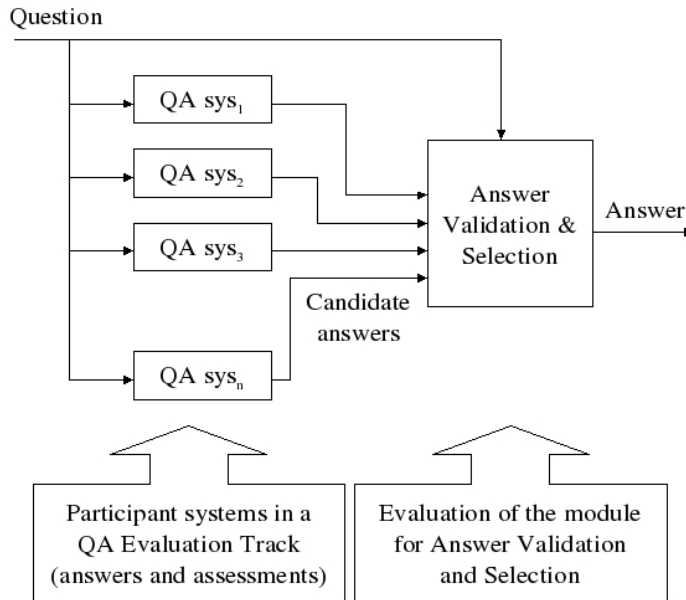 Question
QA sys₁
QA sys₂
QA sys₃
QA sysₙ
Candidate
answers
Answer
Validation &
Selection
Answer
Participant systems in a
QA Evaluation Track
(answers and assessments)
Evaluation of the module
for Answer Validation
and Selection